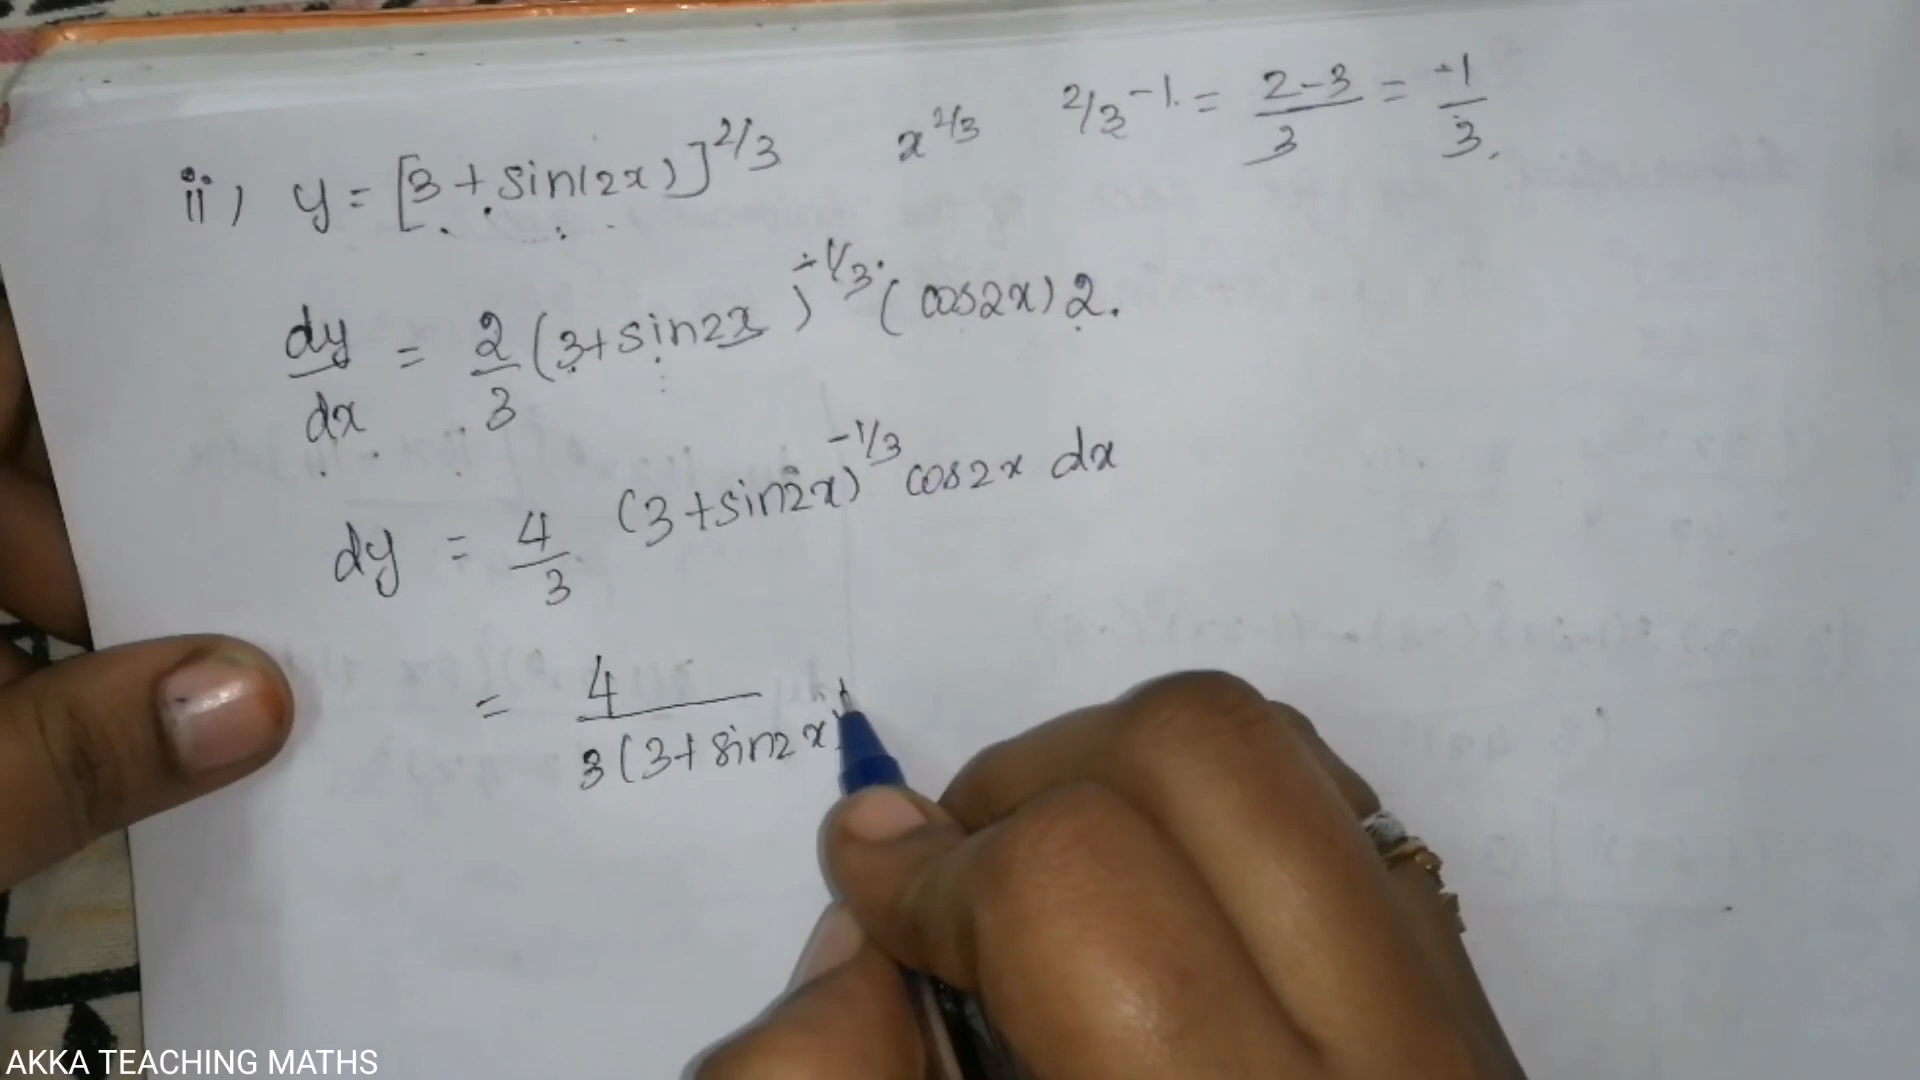 ii) y = [3 + sin(2x)]^2/3 x^2/3 2/3 - 1 = 2-3/3 = -1/3.
dy/dx = 2/3 (3+sin2x)^-1/3 (cos2x) 2.
dy = 4/3 (3+sin2x)^-1/3 cos2x dx
= 4/3(3+sin2x)
AKKA TEACHING MATHS